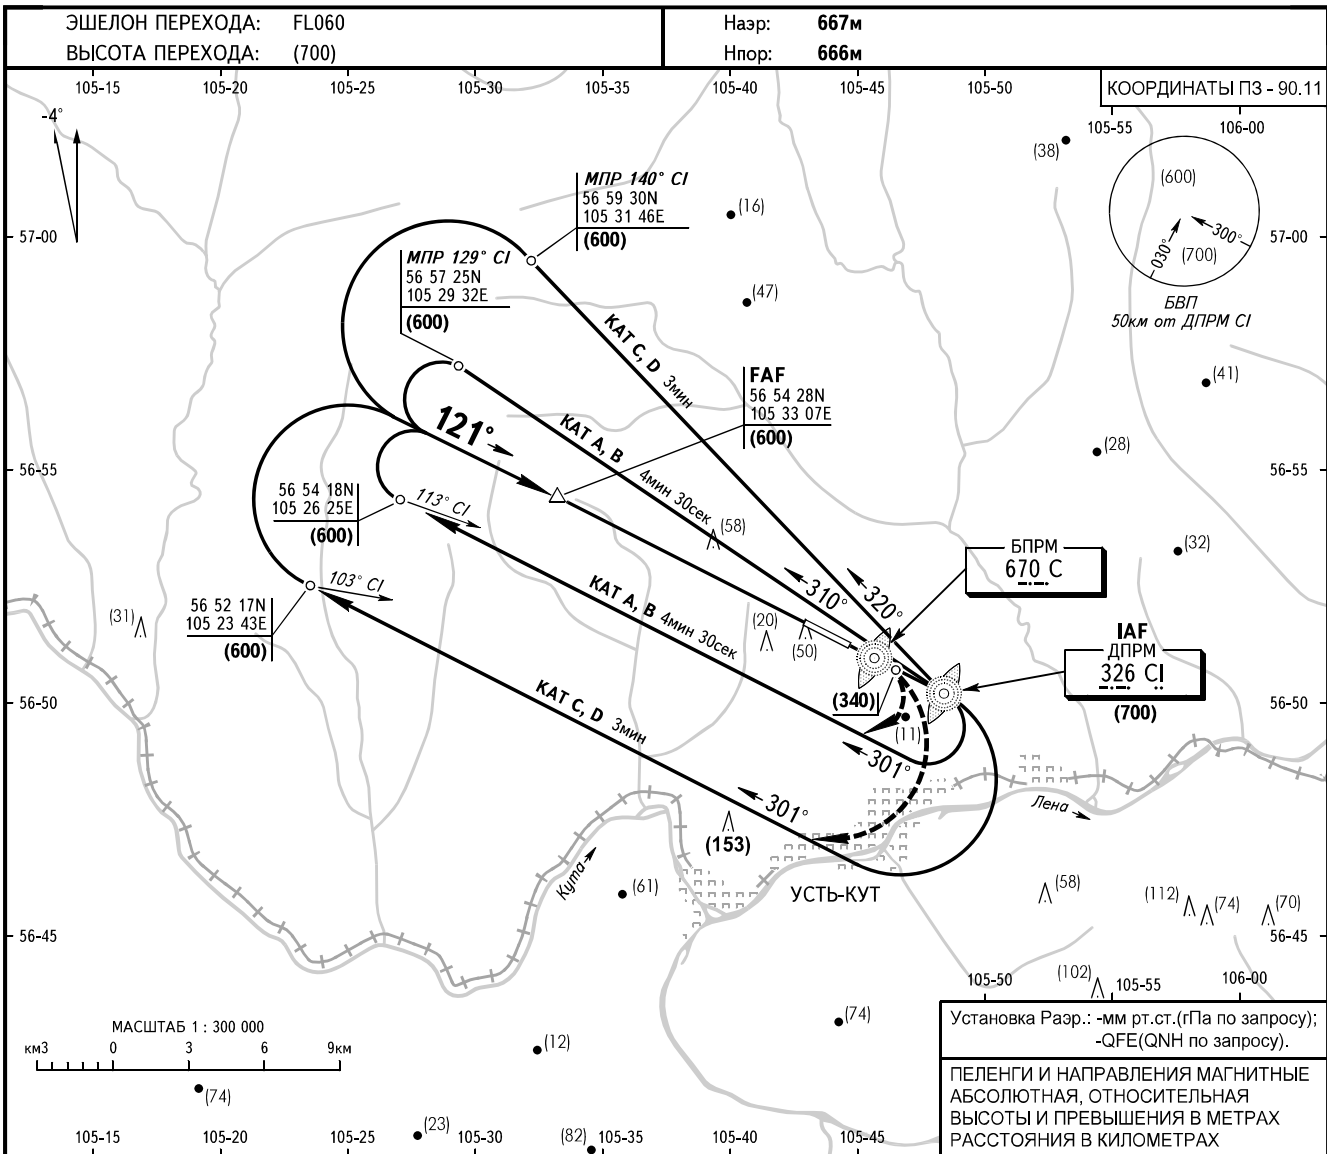 ЭШЕЛОН ПЕРЕХОДА: FL060
ВЫСОТА ПЕРЕХОДА: (700)
Наэр: 667м
Нпор: 666м
105-15 105-20 105-25 105-30 105-35 105-40 105-45 105-50
КООРДИНАТЫ ПЗ - 90.11
105-55 106-00
-4°
(38)
(600)
300°
030°
(700)
БВП
50км от ДПРМ CI
МПР 140° CI
56 59 30N
105 31 46E
(600)
(16)
57-00
57-00
МПР 129° CI
56 57 25N
105 29 32E
(600)
(47)
КАТ C, D 3мин
FAF
56 54 28N
105 33 07E
(600)
(41)
121°
КАТ A, B 4мин 30сек
(28)
56-55
56-55
56 54 18N
105 26 25E
(600)
113° CI
(58)
(32)
БПРМ
670 C
310°
320°
103° CI
56 52 17N
105 23 43E
(600)
(31)
КАТ A, B 4мин 30сек
(20)
(50)
IAF
ДПРМ
326 CI
(700)
КАТ C, D 3мин
(340)
(11)
56-50
56-50
301°
301°
Лена
(153)
Кута
(61)
УСТЬ-КУТ
(58)
(112)
(74)
(70)
56-45
56-45
(102)
105-50 105-55 106-00
МАСШТАБ 1 : 300 000
км3 0 3 6 9км
(74)
(12)
(74)
(23)
(82)
Установка Раэр.: -мм рт.ст.(гПа по запросу);
-QFE(QNH по запросу).
ПЕЛЕНГИ И НАПРАВЛЕНИЯ МАГНИТНЫЕ
АБСОЛЮТНАЯ, ОТНОСИТЕЛЬНАЯ
ВЫСОТЫ И ПРЕВЫШЕНИЯ В МЕТРАХ
РАССТОЯНИЯ В КИЛОМЕТРАХ
105-15 105-20 105-25 105-30 105-35 105-40 105-45